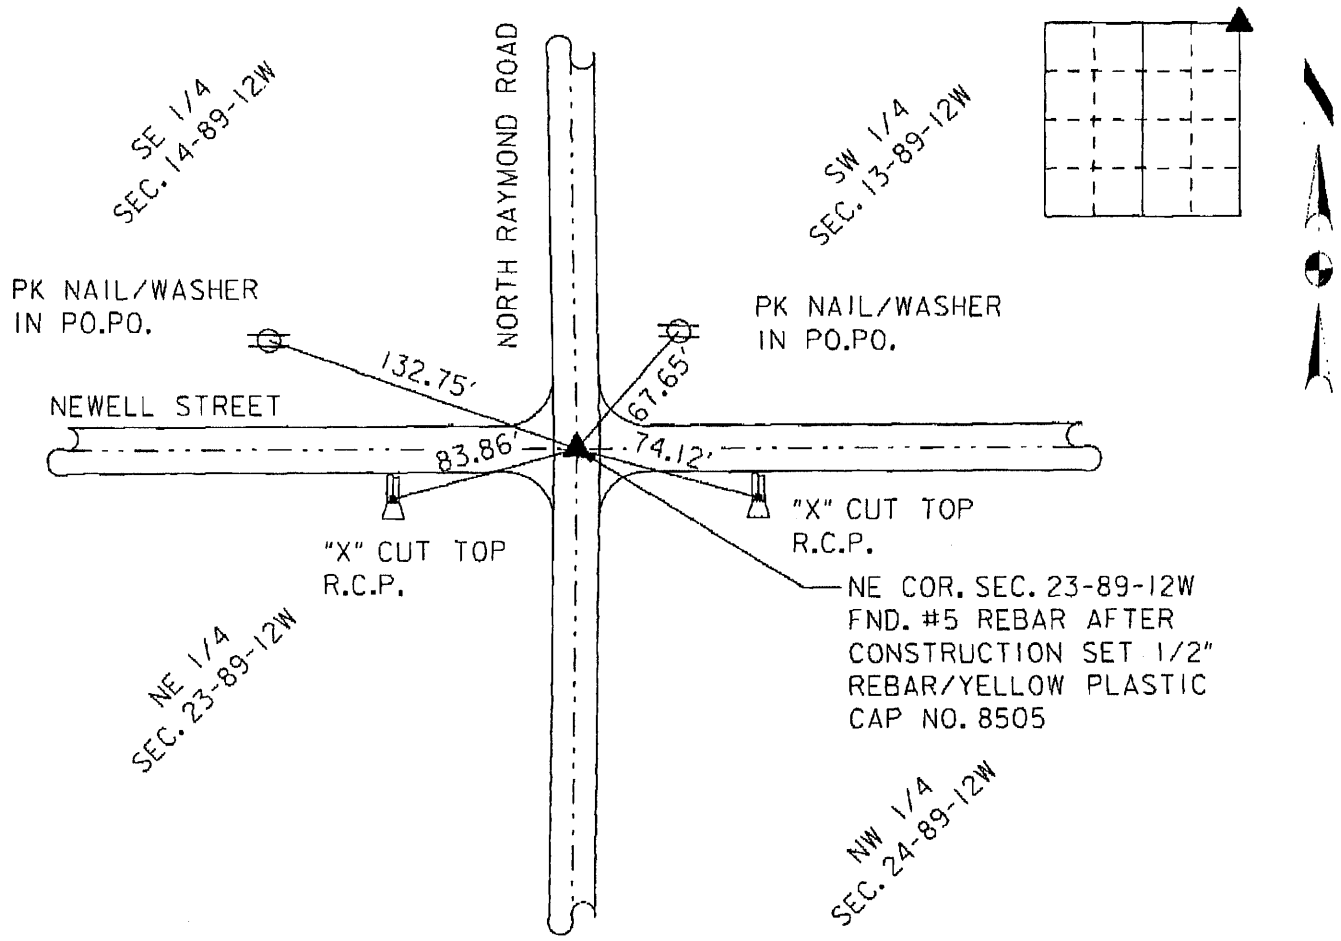 SE 1/4
SEC. 14-89-12W
NORTH RAYMOND ROAD
SW 1/4
SEC. 13-89-12W
PK NAIL/WASHER
IN PO.PO.
PK NAIL/WASHER
IN PO.PO.
132.75'
67.65'
NEWELL STREET
83.86'
74.12'
"X" CUT TOP
R.C.P.
"X" CUT TOP
R.C.P.
NE COR. SEC. 23-89-12W
FND. #5 REBAR AFTER
CONSTRUCTION SET 1/2"
REBAR/YELLOW PLASTIC
CAP NO. 8505
NE 1/4
SEC. 23-89-12W
NW 1/4
SEC. 24-89-12W